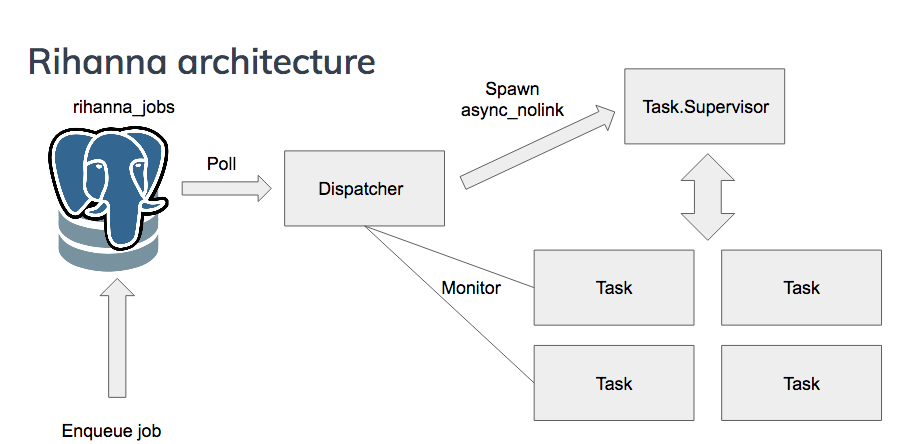 Rihanna architecture
rihanna_jobs
Spawn
async_nolink
Task.Supervisor
Poll
Dispatcher
Monitor
Task
Task
Task
Task
Enqueue job